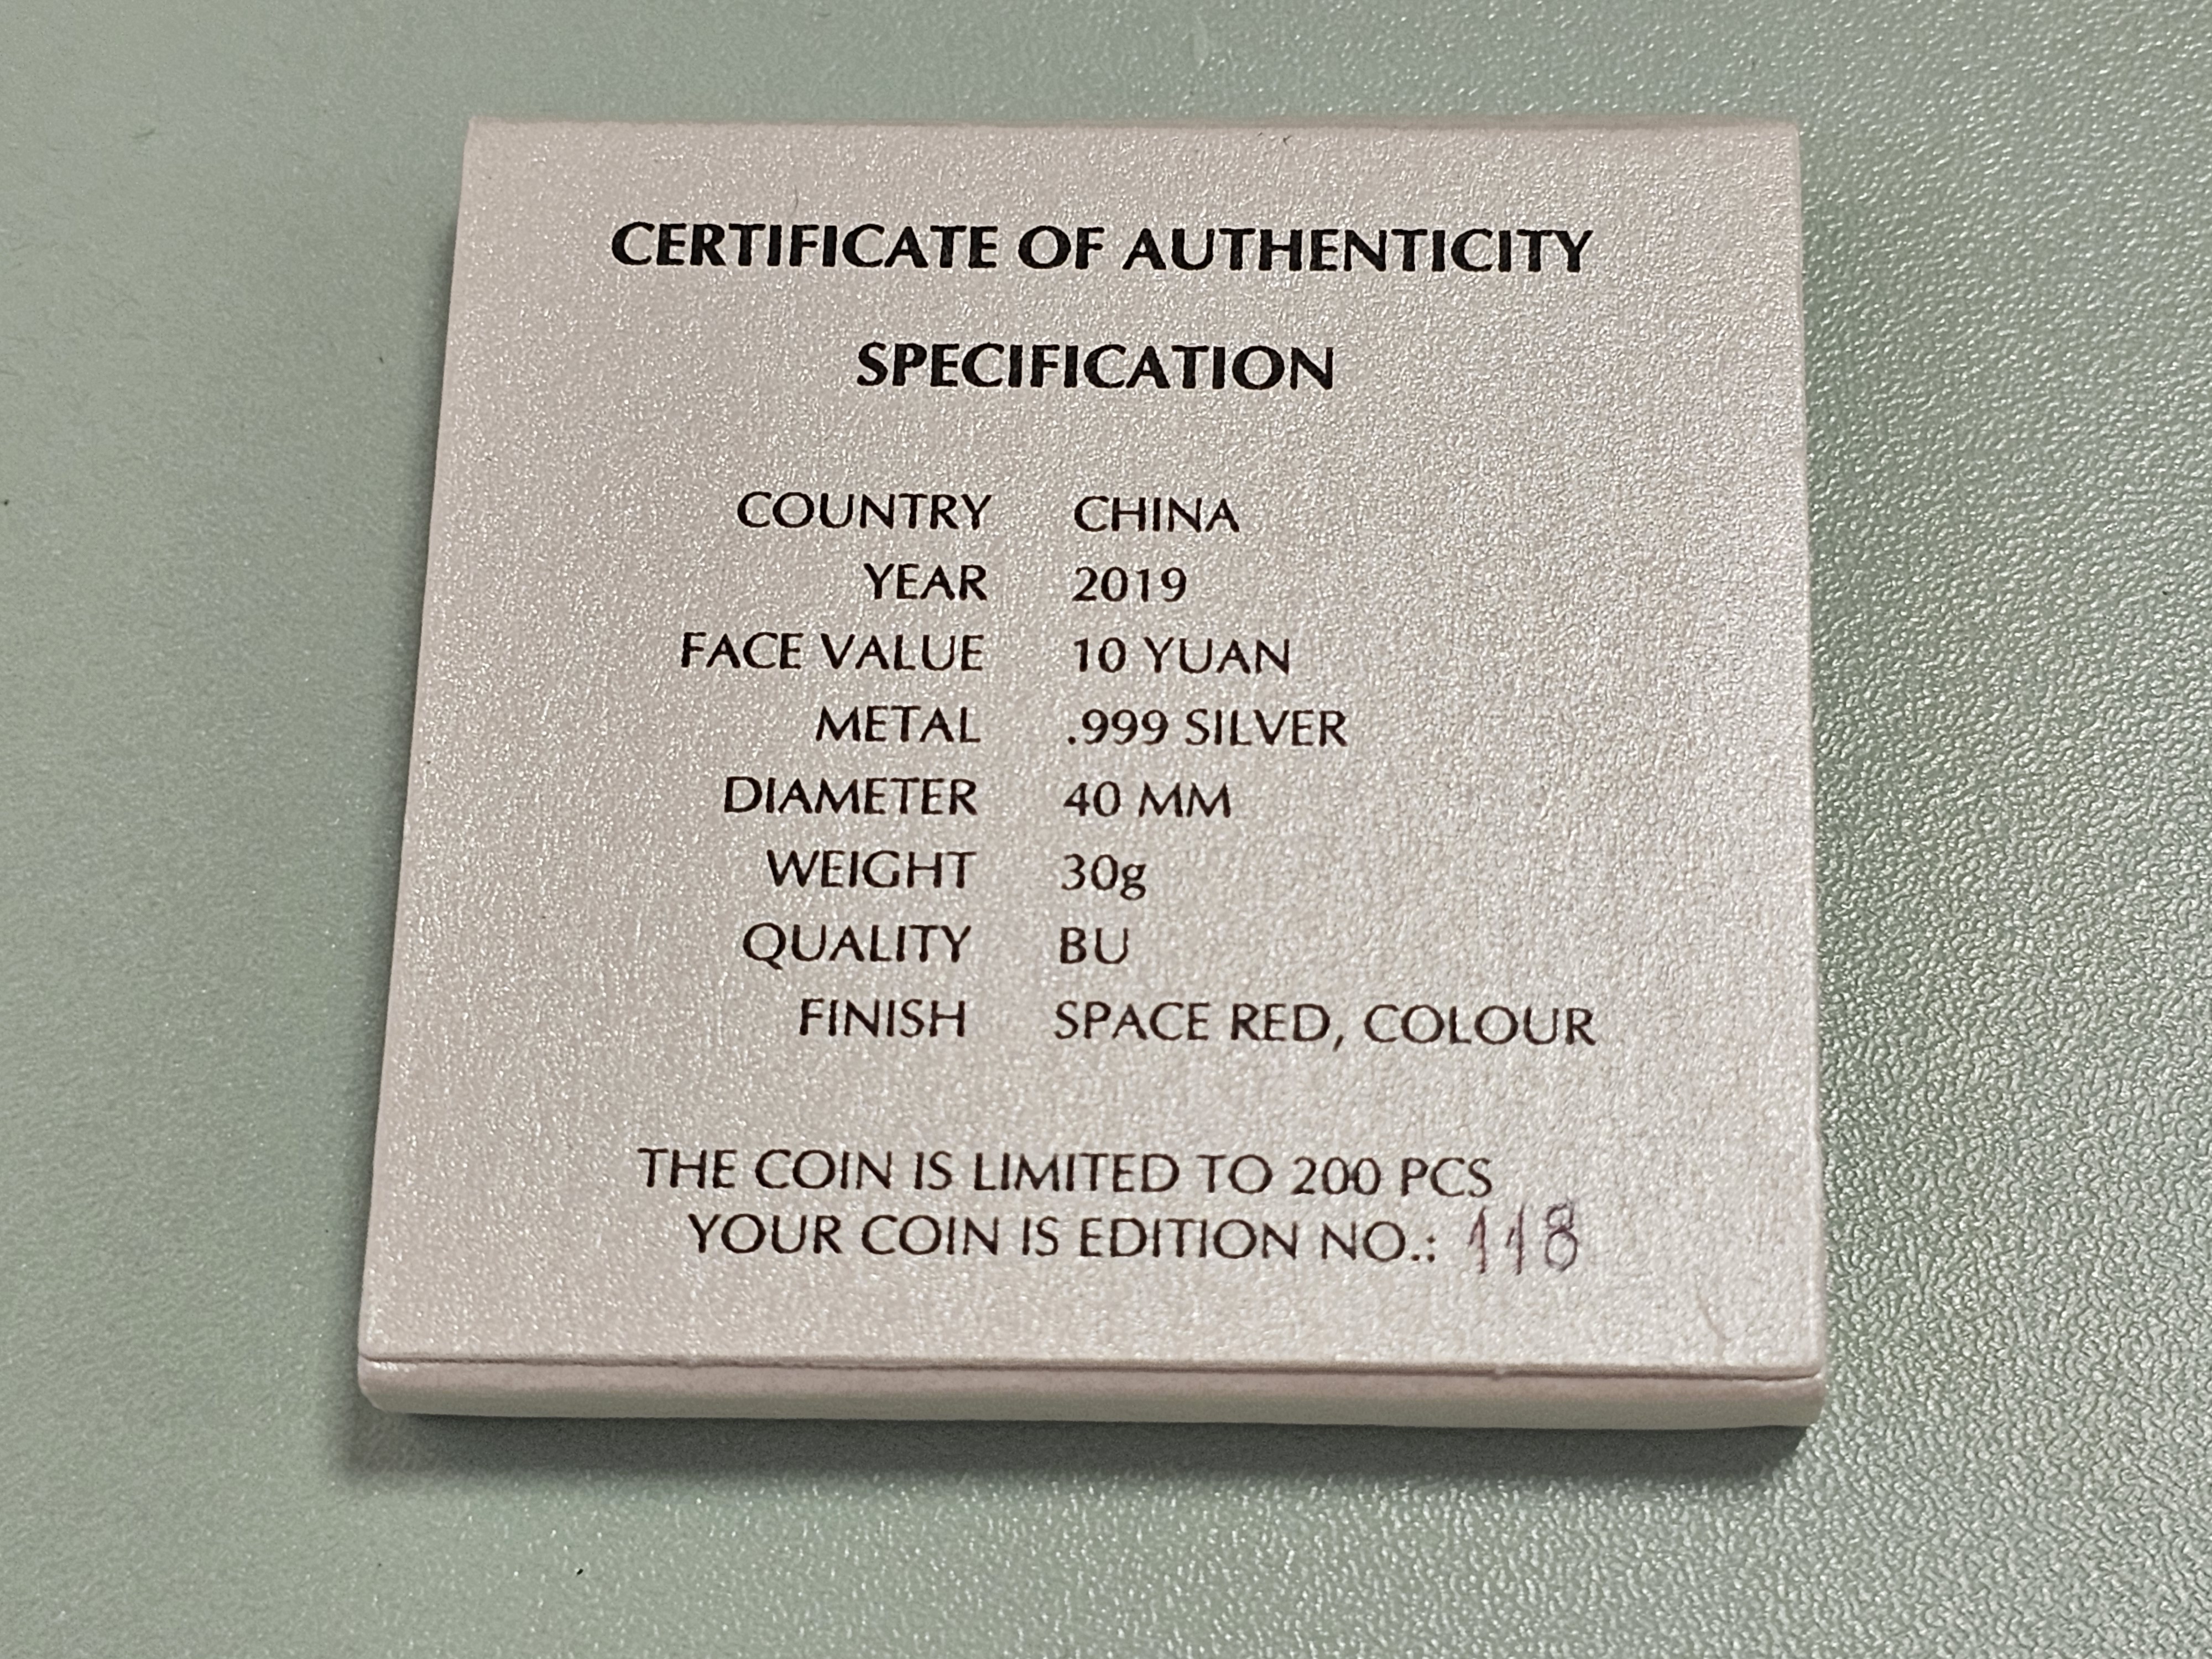 CERTIFICATE OF AUTHENTICITY
SPECIFICATION
COUNTRY CHINA
YEAR 2019
FACE VALUE 10 YUAN
METAL .999 SILVER
DIAMETER 40 MM
WEIGHT 30g
QUALITY BU
FINISH SPACE RED, COLOUR
THE COIN IS LIMITED TO 200 PCS
YOUR COIN IS EDITION NO.: 118